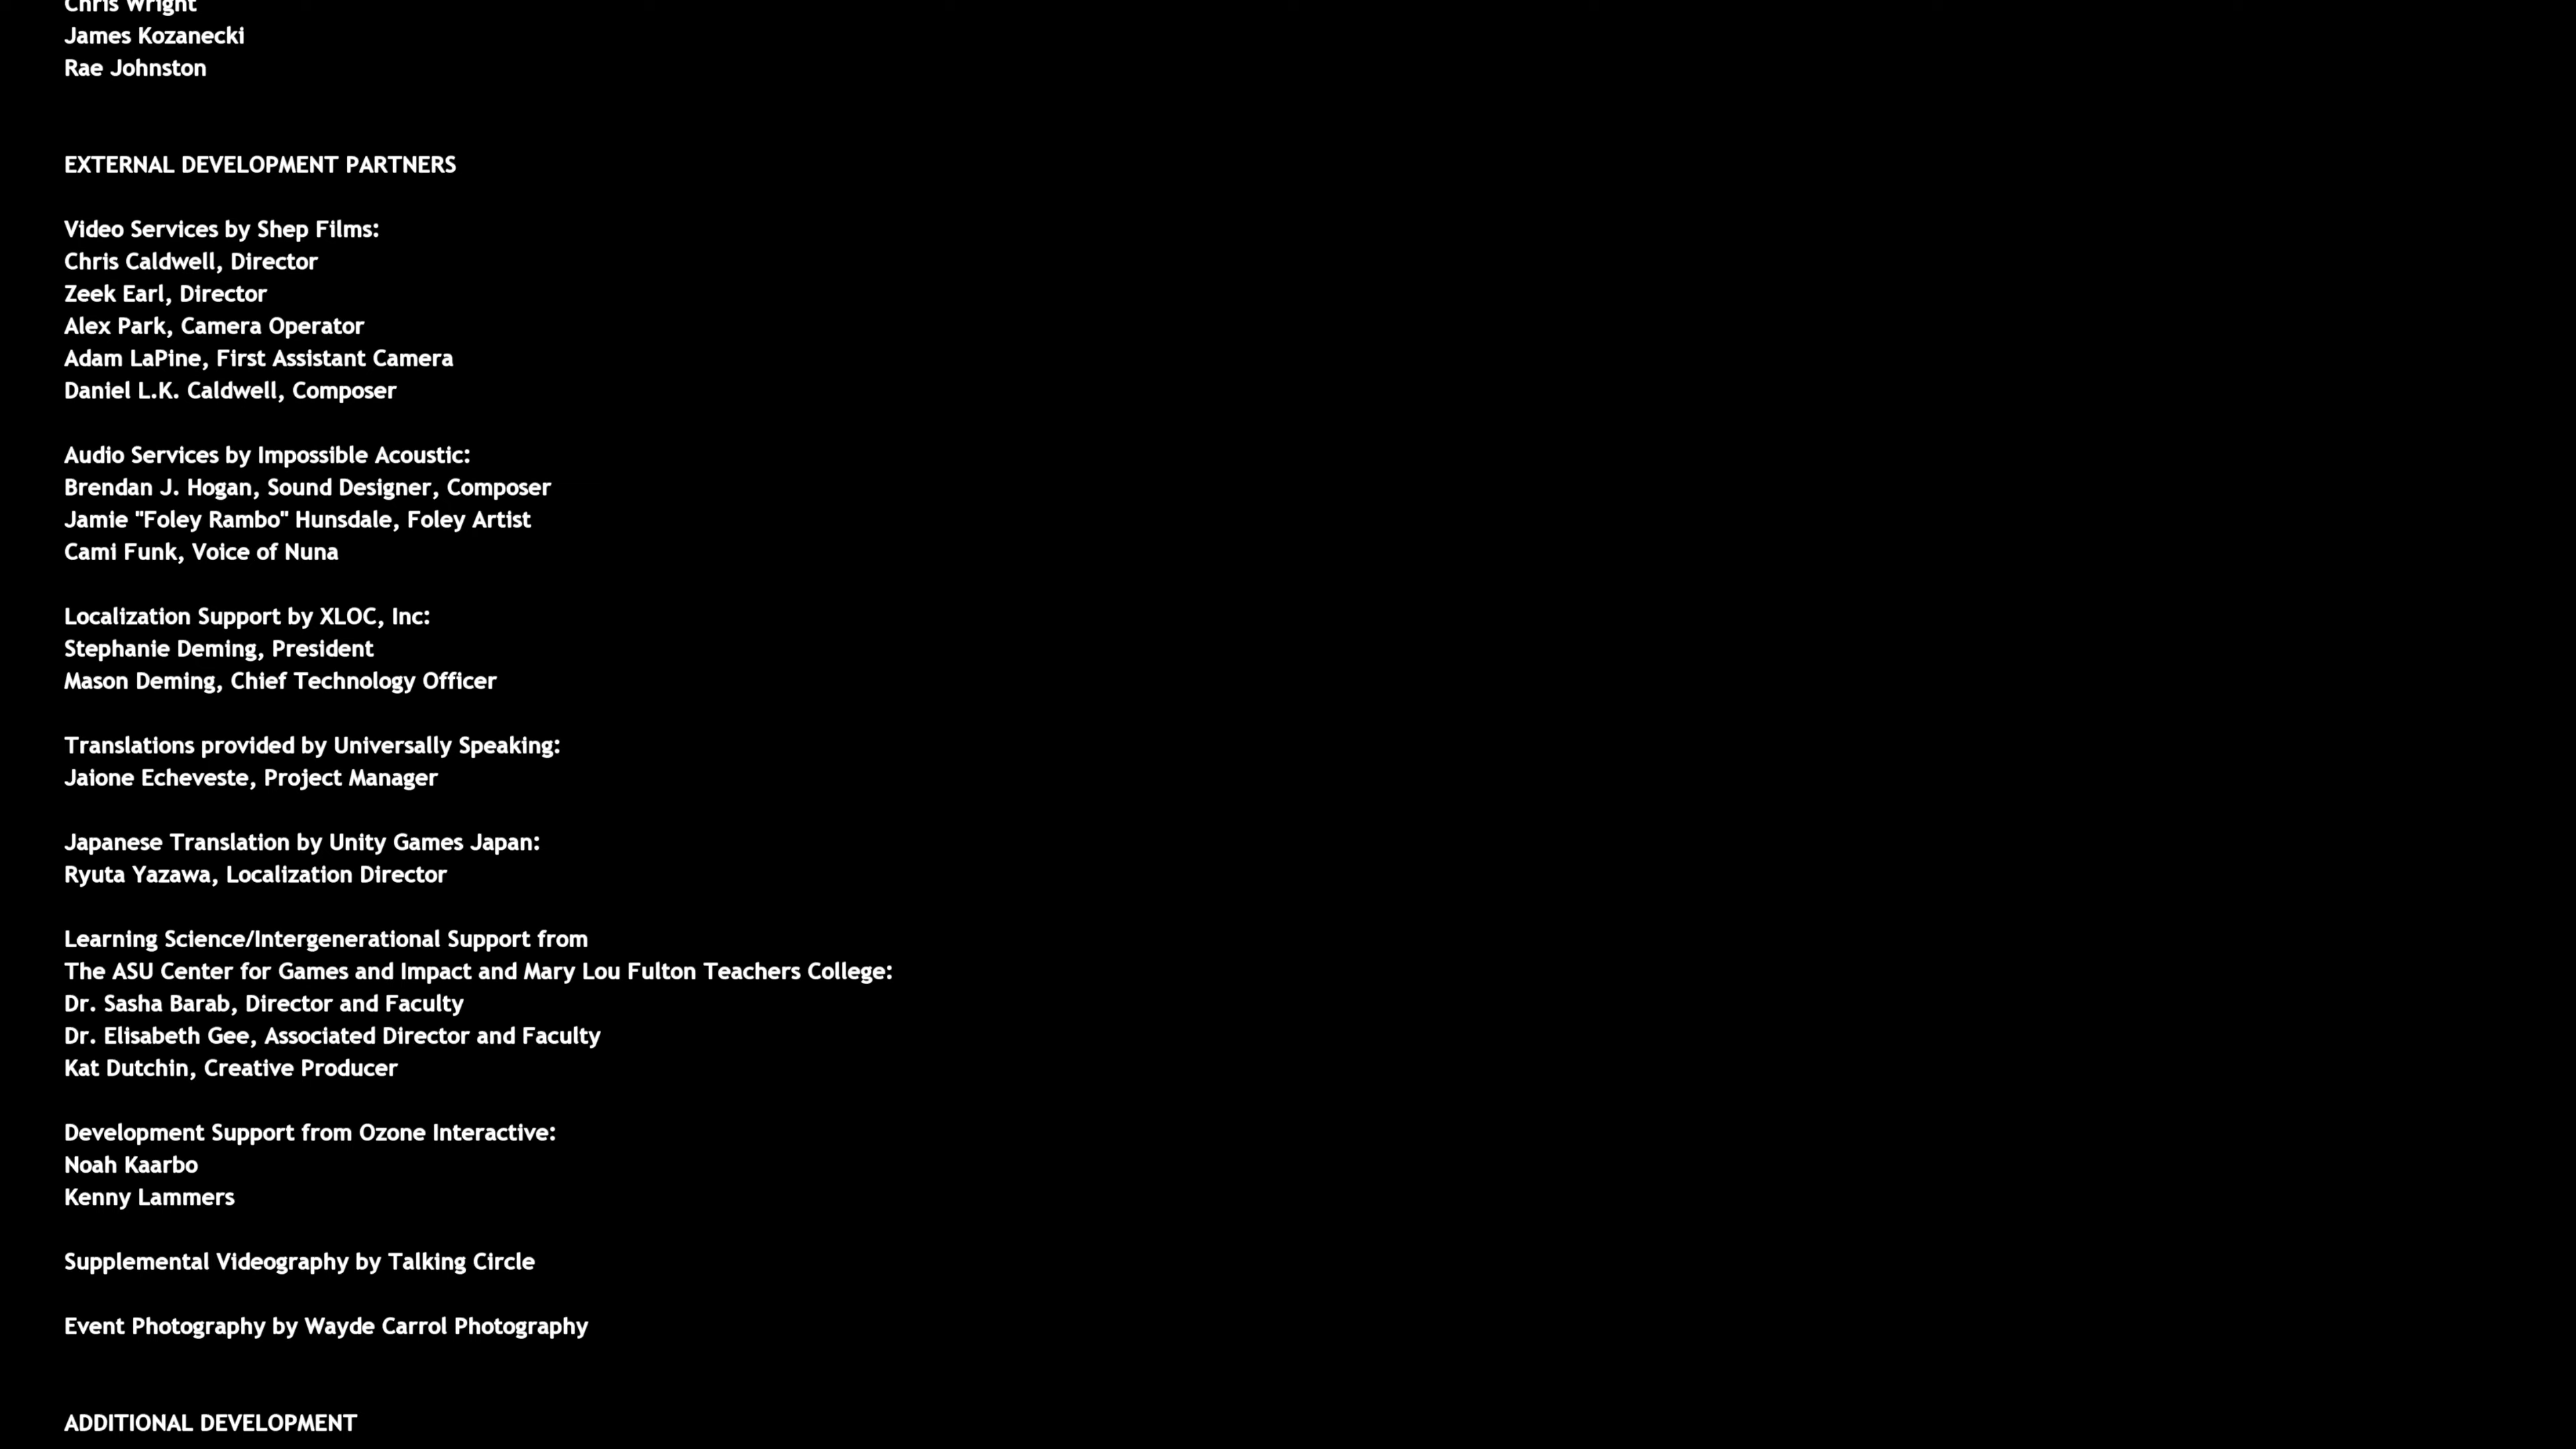 Chris Wright
James Kozanecki
Rae Johnston
EXTERNAL DEVELOPMENT PARTNERS
Video Services by Shep Films:
Chris Caldwell, Director
Zeek Earl, Director
Alex Park, Camera Operator
Adam LaPine, First Assistant Camera
Daniel L.K. Caldwell, Composer
Audio Services by Impossible Acoustic:
Brendan J. Hogan, Sound Designer, Composer
Jamie "Foley Rambo" Hunsdale, Foley Artist
Cami Funk, Voice of Nuna
Localization Support by XLOC, Inc:
Stephanie Deming, President
Mason Deming, Chief Technology Officer
Translations provided by Universally Speaking:
Jaione Echeveste, Project Manager
Japanese Translation by Unity Games Japan:
Ryuta Yazawa, Localization Director
Learning Science/Intergenerational Support from
The ASU Center for Games and Impact and Mary Lou Fulton Teachers College:
Dr. Sasha Barab, Director and Faculty
Dr. Elisabeth Gee, Associated Director and Faculty
Kat Dutchin, Creative Producer
Development Support from Ozone Interactive:
Noah Kaarbo
Kenny Lammers
Supplemental Videography by Talking Circle
Event Photography by Wayde Carrol Photography
ADDITIONAL DEVELOPMENT